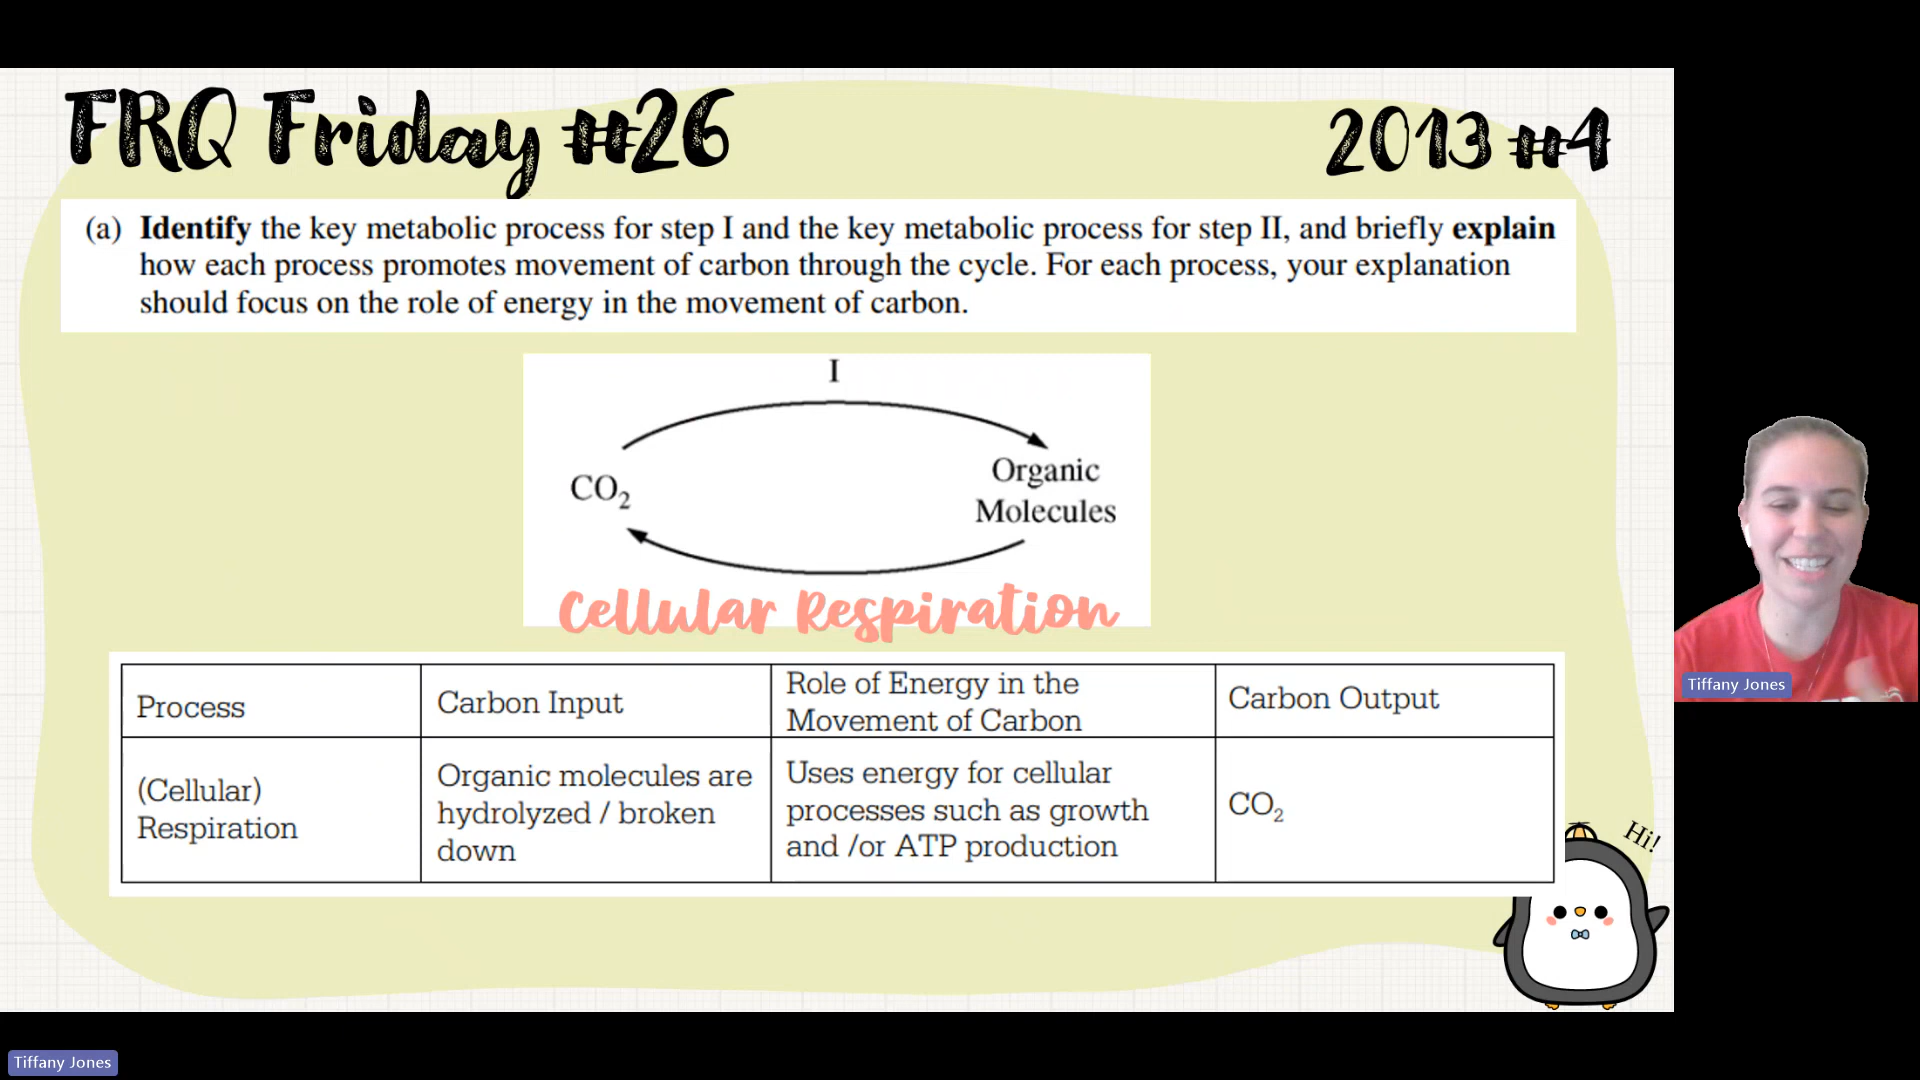 FRQ Friday #26
2013 #4
(a) Identify the key metabolic process for step I and the key metabolic process for step II, and briefly explain
how each process promotes movement of carbon through the cycle. For each process, your explanation
should focus on the role of energy in the movement of carbon.
I
CO₂
Organic
Molecules
Cellular Respiration
Process
Carbon Input
Role of Energy in the
Movement of Carbon
Carbon Output
(Cellular)
Respiration
Organic molecules are
hydrolyzed / broken
down
Uses energy for cellular
processes such as growth
and /or ATP production
CO₂
Hi!
Tiffany Jones
Tiffany Jones